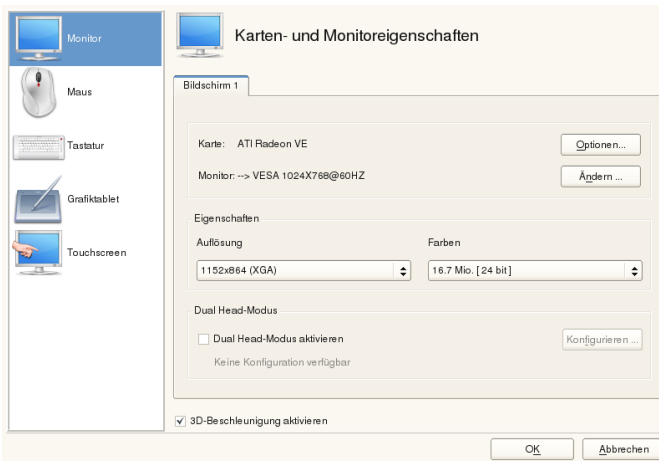 Monitor
Maus
Tastatur
Grafiktablet
Touchscreen
Karten- und Monitoreigenschaften
Bildschirm 1
Karte: ATI Radeon VE
Optionen...
Monitor: --> VESA 1024X768@60HZ
Ändern ...
Eigenschaften
Auflösung Farben
1152x864 (XGA) 16.7 Mio. [ 24 bit ]
Dual Head-Modus
Dual Head-Modus aktivieren
Konfigurieren ...
Keine Konfiguration verfügbar
3D-Beschleunigung aktivieren
OK Abbrechen